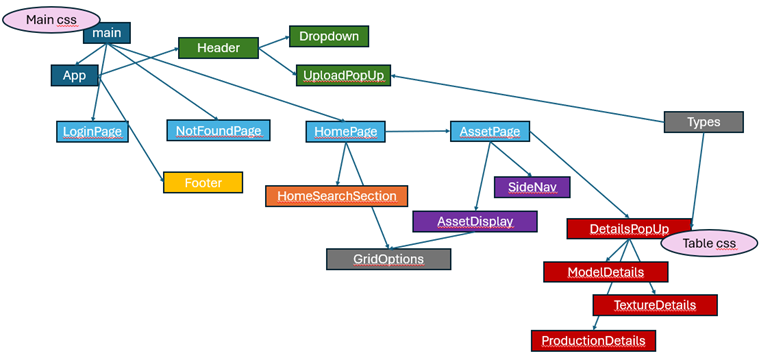 Main css
main
Header
Dropdown
App
UploadPopUp
LoginPage
NotFoundPage
HomePage
AssetPage
Types
Footer
HomeSearchSection
SideNav
AssetDisplay
DetailsPopUp
Table css
GridOptions
ModelDetails
TextureDetails
ProductionDetails